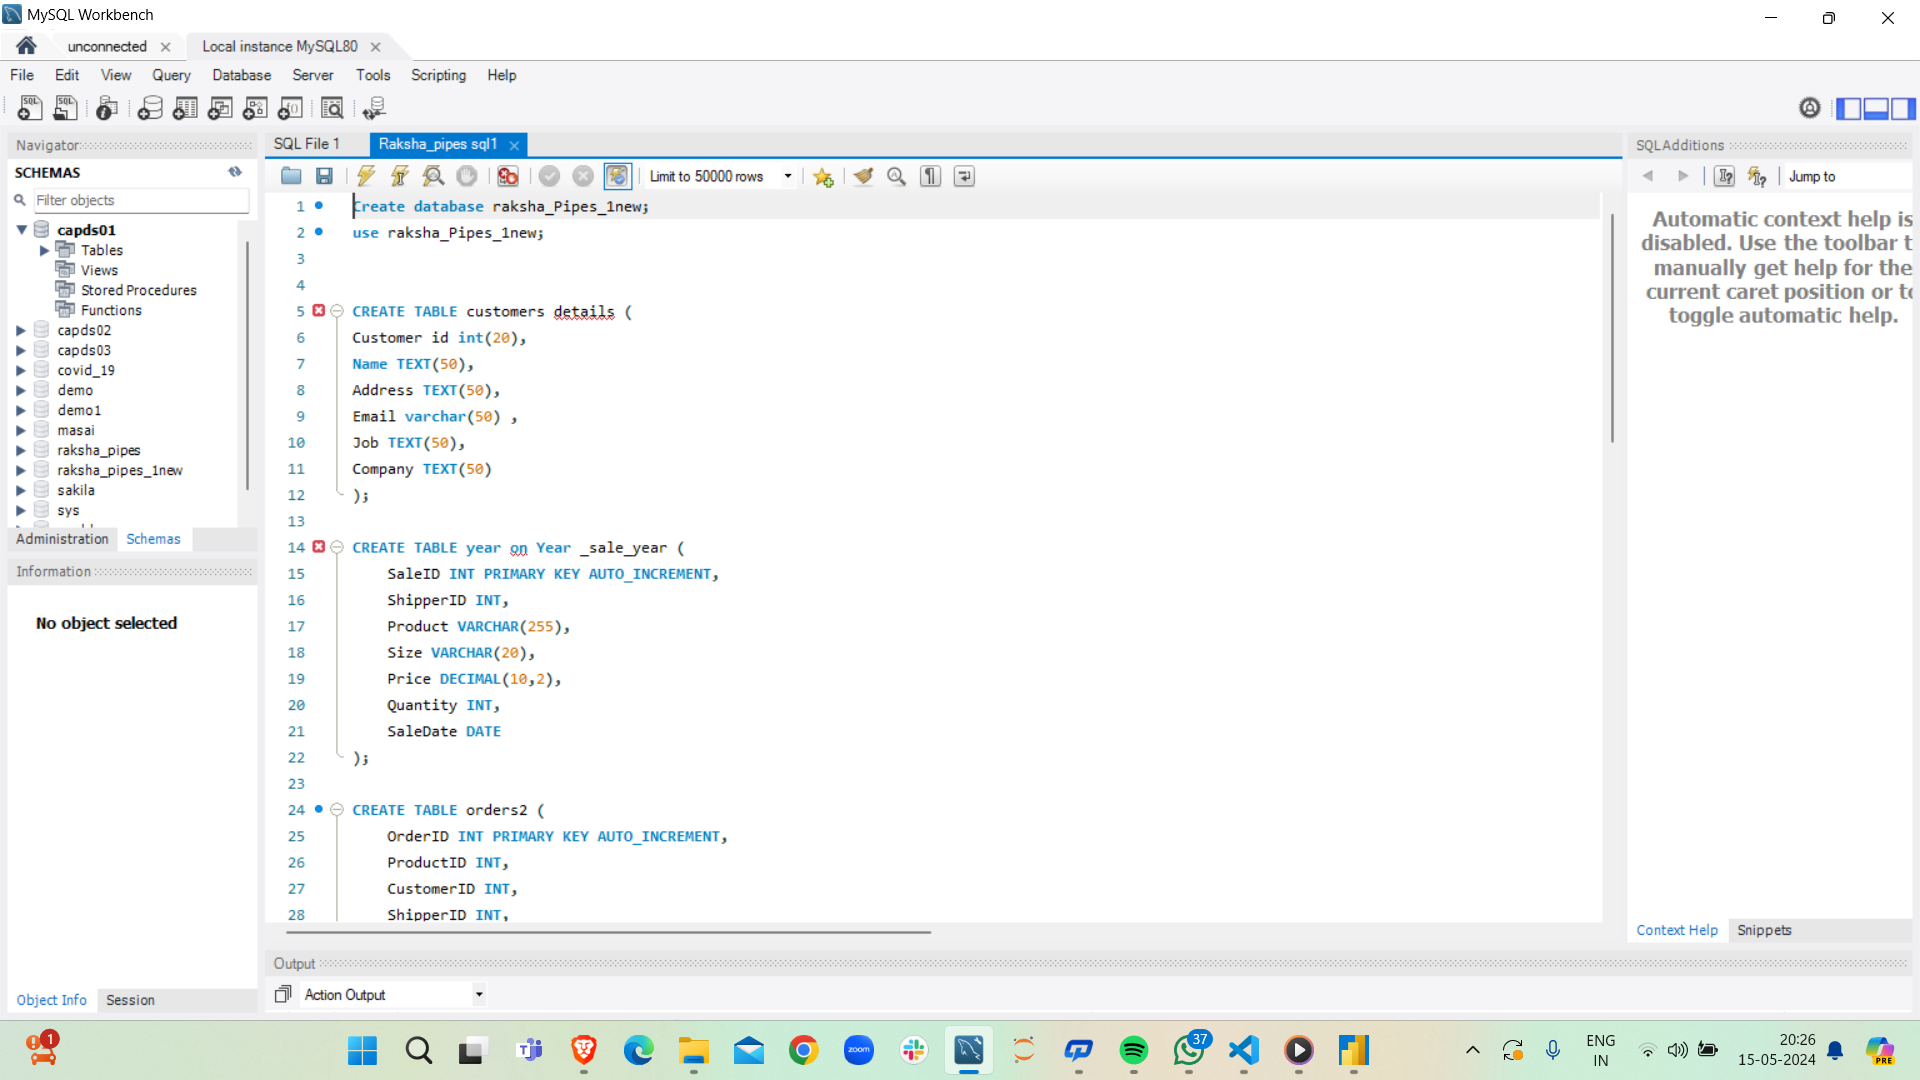 MySQL Workbench
unconnected
Local instance MySQL80
File Edit View Query Database Server Tools Scripting Help
Navigator
SCHEMAS
Filter objects
capds01
Tables
Views
Stored Procedures
Functions
capds02
capds03
covid_19
demo
demo1
masai
raksha_pipes
raksha_pipes_1new
sakila
sys
Administration Schemas
Information
No object selected
Object Info Session
SQL File 1
Raksha_pipes sql1
Limit to 50000 rows
1 Create database raksha_Pipes_1new;
2 use raksha_Pipes_1new;
3
4
5 CREATE TABLE customers details (
6 Customer id int(20),
7 Name TEXT(50),
8 Address TEXT(50),
9 Email varchar(50) ,
10 Job TEXT(50),
11 Company TEXT(50)
12 );
13
14 CREATE TABLE year on Year _sale_year (
15 SaleID INT PRIMARY KEY AUTO_INCREMENT,
16 ShipperID INT,
17 Product VARCHAR(255),
18 Size VARCHAR(20),
19 Price DECIMAL(10,2),
20 Quantity INT,
21 SaleDate DATE
22 );
23
24 CREATE TABLE orders2 (
25 OrderID INT PRIMARY KEY AUTO_INCREMENT,
26 ProductID INT,
27 CustomerID INT,
28 ShipperID INT,
Output
Action Output
SQLAdditions
Jump to
Automatic context help is
disabled. Use the toolbar t
manually get help for the
current caret position or to
toggle automatic help.
Context Help Snippets
1
zoom
37
ENG
IN
20:26
15-05-2024
PRE